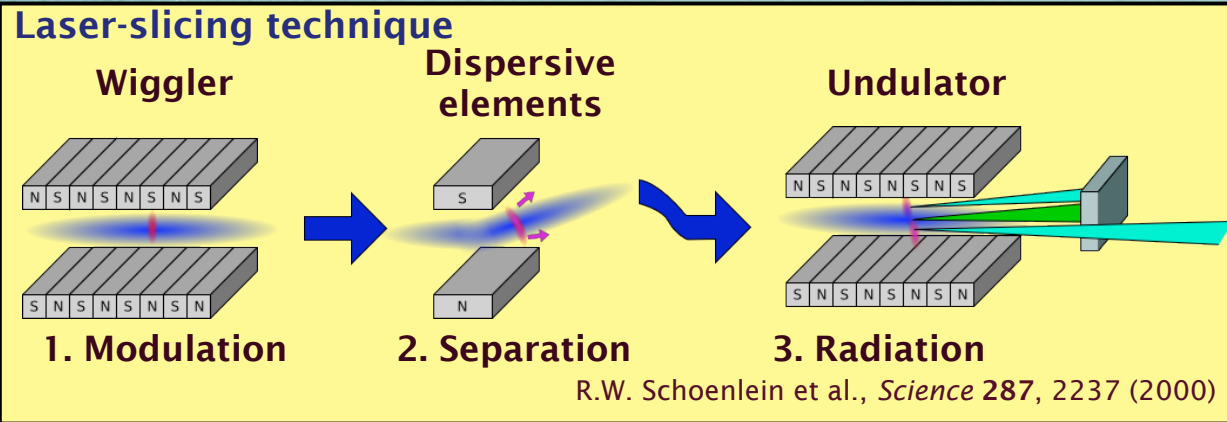 Laser-slicing technique
Wiggler
Dispersive
elements
Undulator
N S N S N S N S
S N S N S N S N
S
N
N S N S N S N S
S N S N S N S N
1. Modulation
2. Separation
3. Radiation
R.W. Schoenlein et al., Science 287, 2237 (2000)